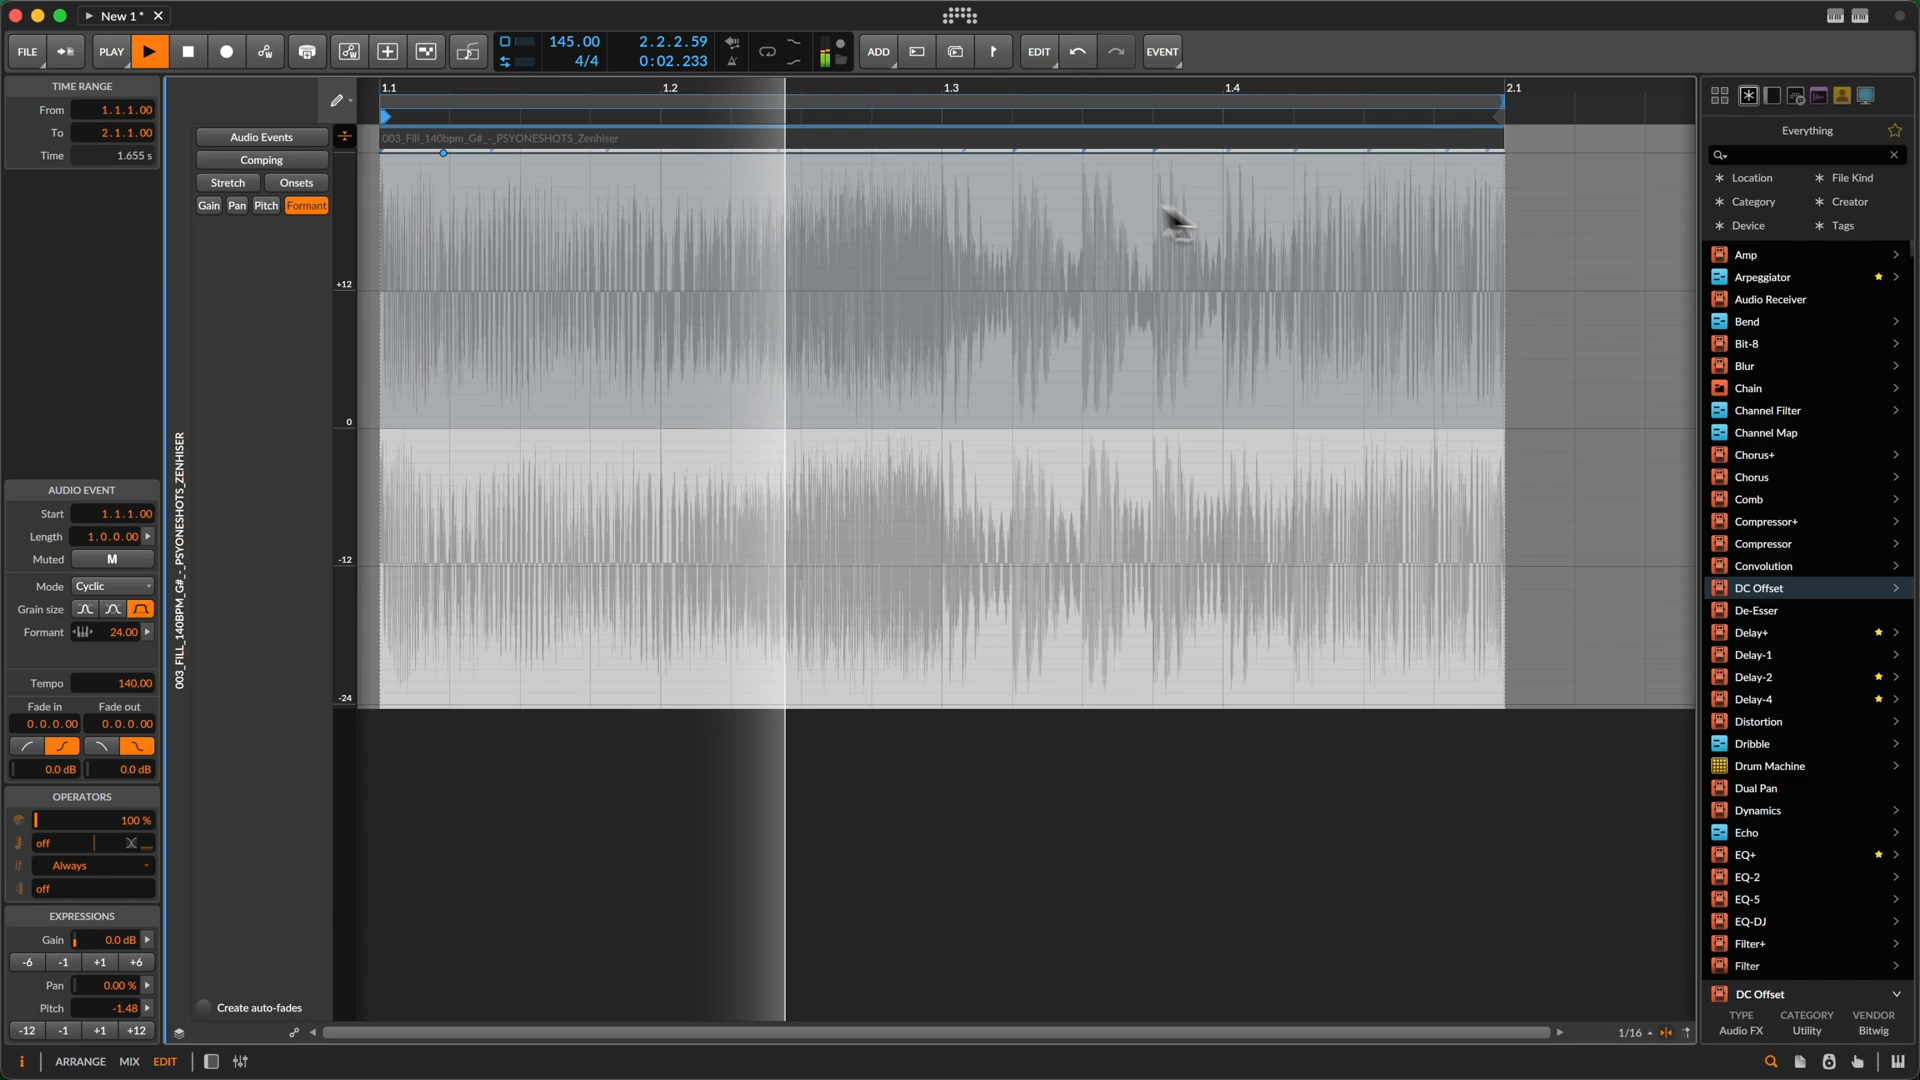 New 1*
FILE
PLAY
145.00
4/4
2.2.2.59
0:02.233
ADD
EDIT
EVENT
TIME RANGE
From 1.1.1.00
To 2.1.1.00
Time 1.655 s
1.1 1.2 1.3 1.4 2.1
Audio Events
Comping
Stretch Onsets
Gain Pan Pitch Formant
003_Fill_140bpm_G#_-_PSYONESHOTS_Zenhiser
+12
0
-12
-24
003_FILL_140BPM_G#_-_PSYONESHOTS_ZENHISER
AUDIO EVENT
Start 1.1.1.00
Length 1.0.0.00
Muted M
Mode Cyclic
Grain size
Formant 24.00
Tempo 140.00
Fade in Fade out
0.0.0.00 0.0.0.00
0.0 dB 0.0 dB
OPERATORS
100 %
off
if Always
off
EXPRESSIONS
Gain 0.0 dB
-6 -1 +1 +6
Pan 0.00 %
Pitch -1.48
-12 -1 +1 +12
Create auto-fades
1/16
i ARRANGE MIX EDIT
Everything
Location File Kind
Category Creator
Device Tags
Amp
Arpeggiator
Audio Receiver
Bend
Bit-8
Blur
Chain
Channel Filter
Channel Map
Chorus+
Chorus
Comb
Compressor+
Compressor
Convolution
DC Offset
De-Esser
Delay+
Delay-1
Delay-2
Delay-4
Distortion
Dribble
Drum Machine
Dual Pan
Dynamics
Echo
EQ+
EQ-2
EQ-5
EQ-DJ
Filter+
Filter
DC Offset
TYPE CATEGORY VENDOR
Audio FX Utility Bitwig